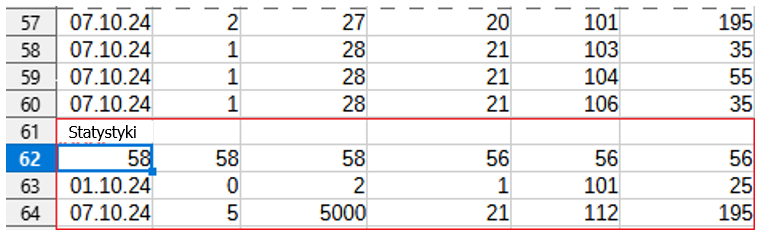 57 07.10.24 2 27 20 101 195
58 07.10.24 1 28 21 103 35
59 07.10.24 1 28 21 104 55
60 07.10.24 1 28 21 106 35
61 Statystyki
62 58 58 58 56 56 56
63 01.10.24 0 2 1 101 25
64 07.10.24 5 5000 21 112 195